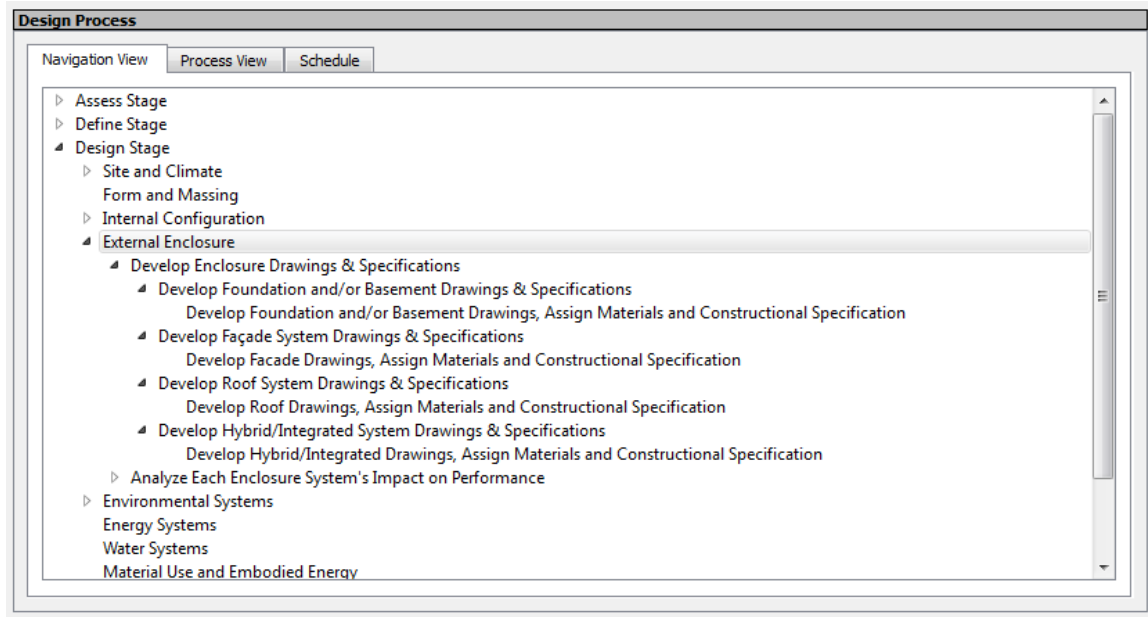 Design Process
Navigation View Process View Schedule
Assess Stage
Define Stage
Design Stage
Site and Climate
Form and Massing
Internal Configuration
External Enclosure
Develop Enclosure Drawings & Specifications
Develop Foundation and/or Basement Drawings & Specifications
Develop Foundation and/or Basement Drawings, Assign Materials and Constructional Specification
Develop Façade System Drawings & Specifications
Develop Facade Drawings, Assign Materials and Constructional Specification
Develop Roof System Drawings & Specifications
Develop Roof Drawings, Assign Materials and Constructional Specification
Develop Hybrid/Integrated System Drawings & Specifications
Develop Hybrid/Integrated Drawings, Assign Materials and Constructional Specification
Analyze Each Enclosure System's Impact on Performance
Environmental Systems
Energy Systems
Water Systems
Material Use and Embodied Energy